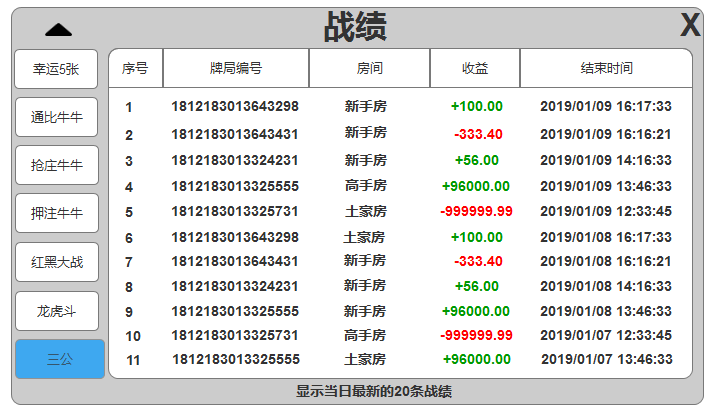 战绩
X
幸运5张
通比牛牛
抢庄牛牛
押注牛牛
红黑大战
龙虎斗
三公
序号 牌局编号 房间 收益 结束时间
1 1812183013643298 新手房 +100.00 2019/01/09 16:17:33
2 1812183013643431 新手房 -333.40 2019/01/09 16:16:21
3 1812183013324231 新手房 +56.00 2019/01/09 14:16:33
4 1812183013325555 高手房 +96000.00 2019/01/09 13:46:33
5 1812183013325731 土家房 -999999.99 2019/01/09 12:33:45
6 1812183013643298 土家房 +100.00 2019/01/08 16:17:33
7 1812183013643431 新手房 -333.40 2019/01/08 16:16:21
8 1812183013324231 新手房 +56.00 2019/01/08 14:16:33
9 1812183013325555 新手房 +96000.00 2019/01/08 13:46:33
10 1812183013325731 高手房 -999999.99 2019/01/07 12:33:45
11 1812183013325555 土家房 +96000.00 2019/01/07 13:46:33
显示当日最新的20条战绩